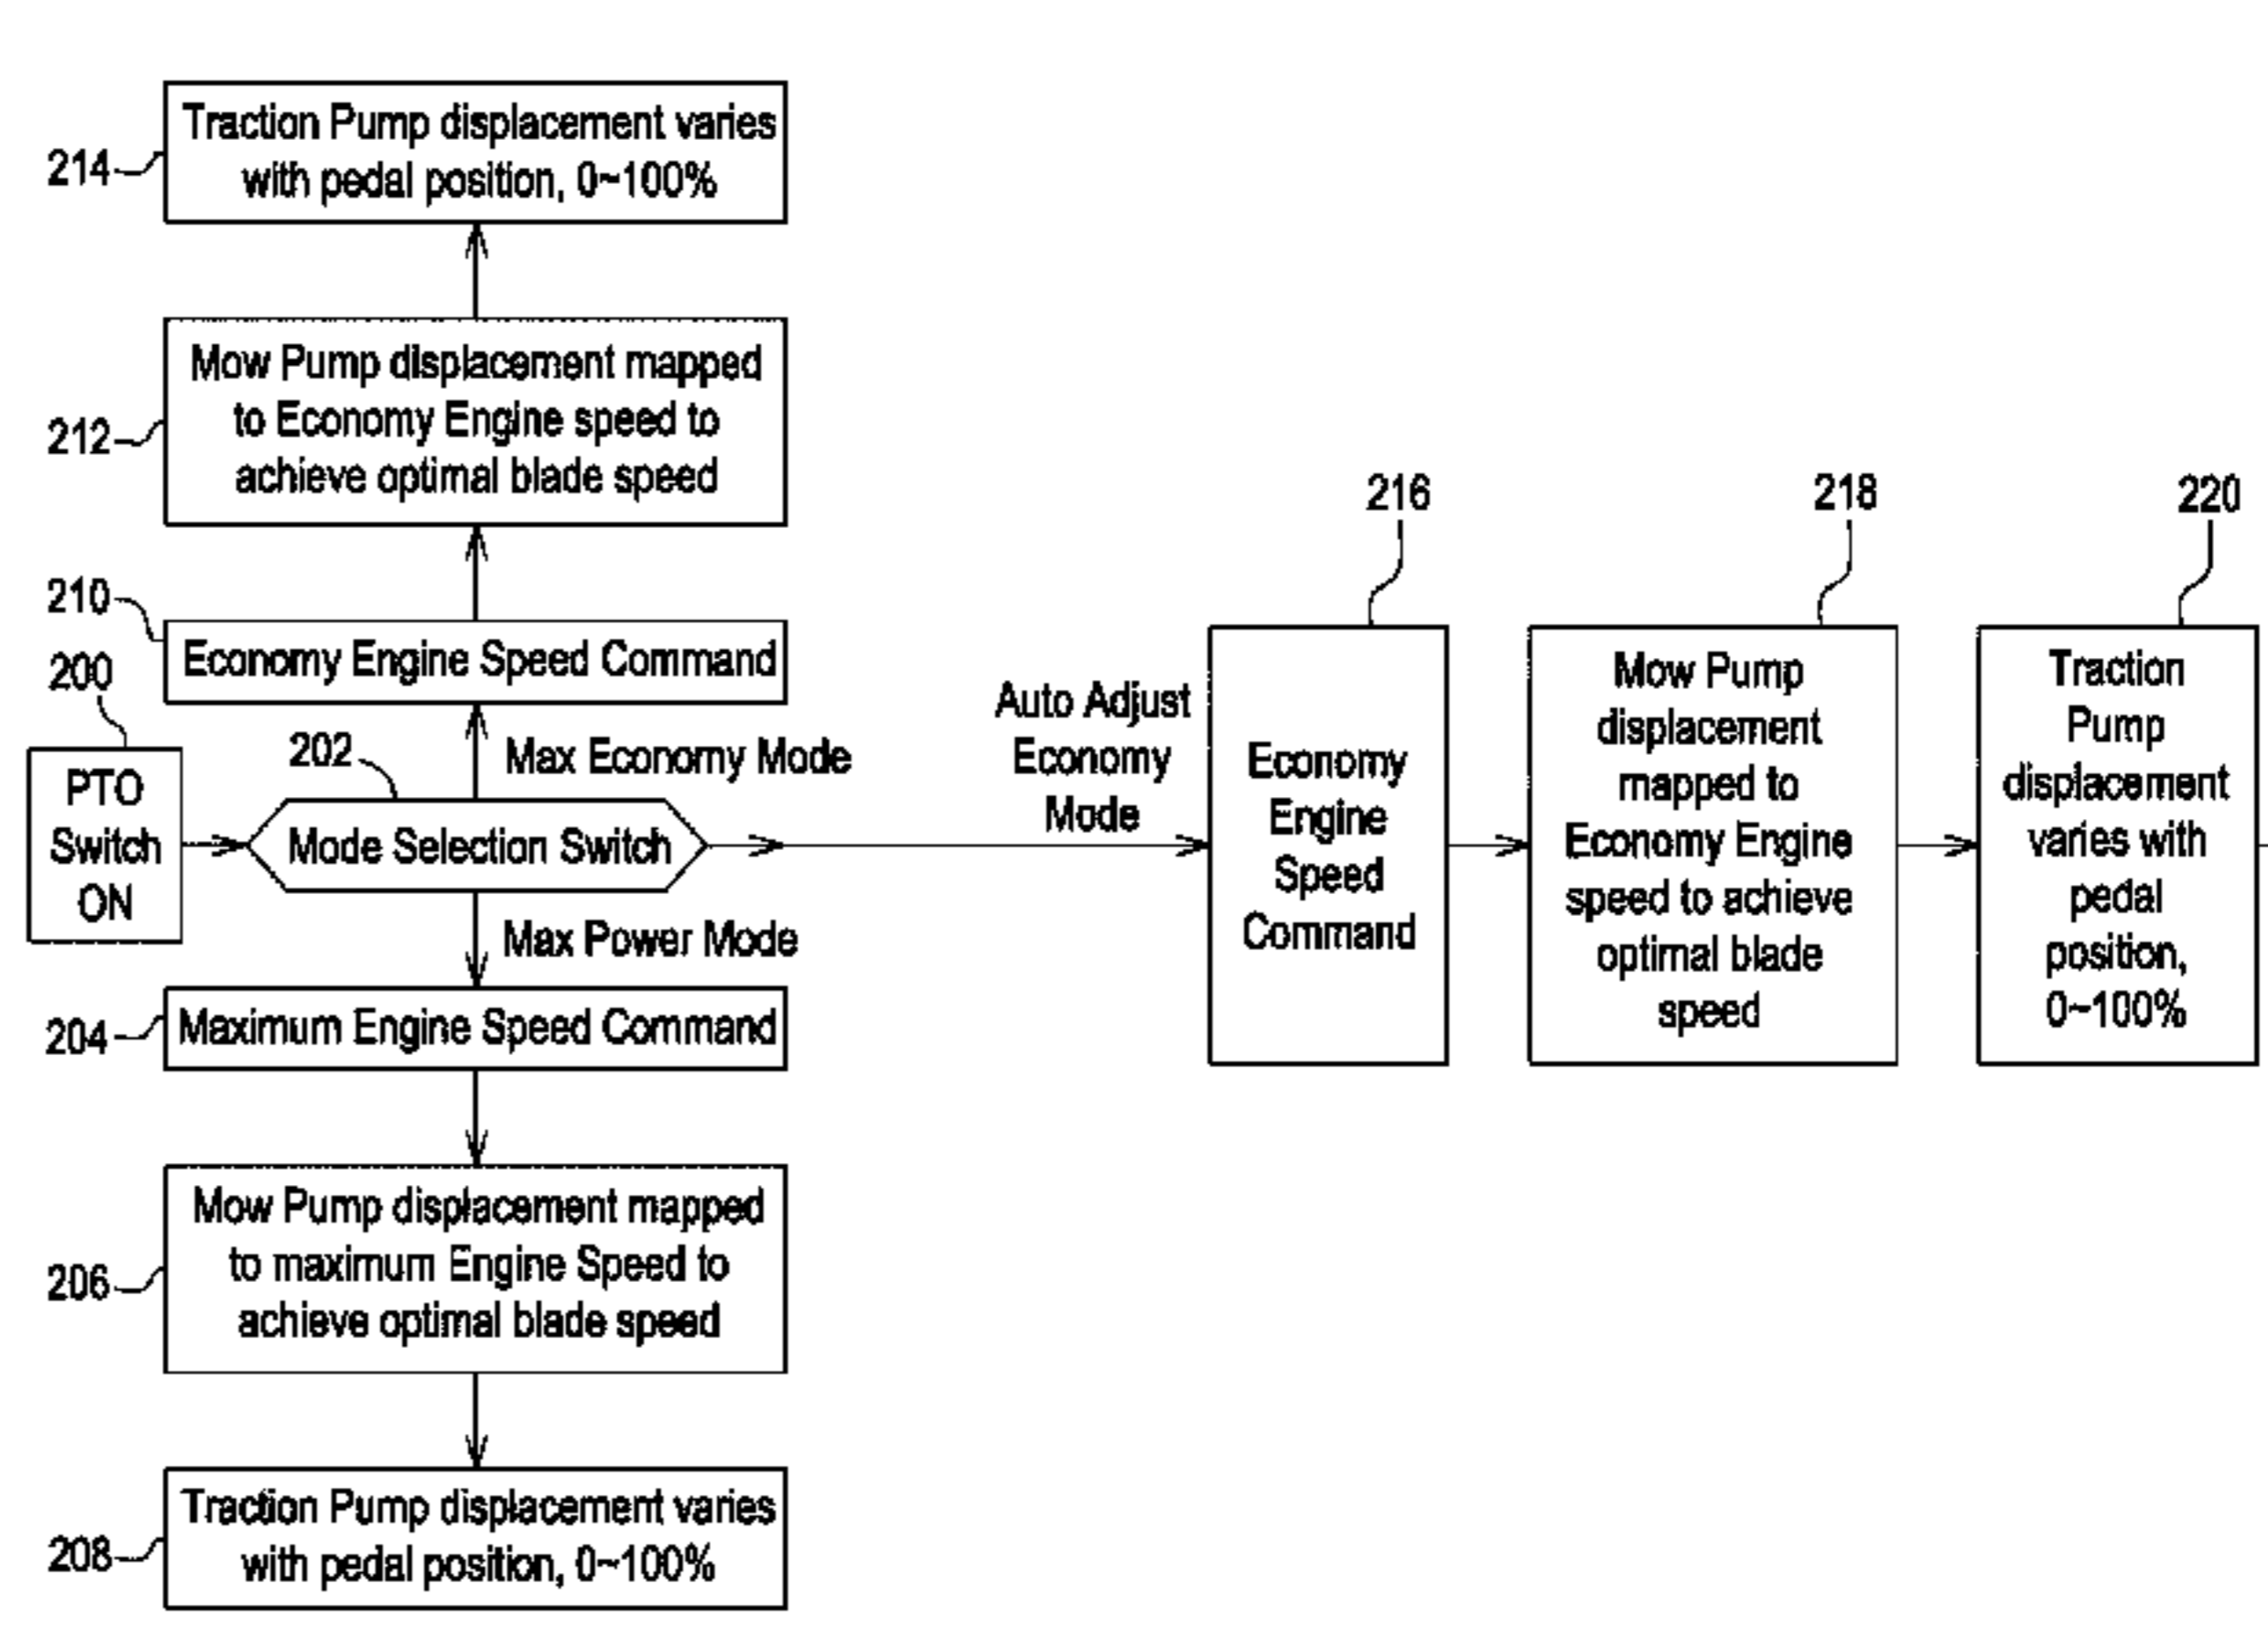 214
Traction Pump displacement varies
with pedal position, 0~100%
212
Mow Pump displacement mapped
to Economy Engine speed to
achieve optimal blade speed
210
Economy Engine Speed Command
200
PTO
Switch
ON
202
Max Economy Mode
Mode Selection Switch
Max Power Mode
204
Maximum Engine Speed Command
206
Mow Pump displacement mapped
to maximum Engine Speed to
achieve optimal blade speed
208
Traction Pump displacement varies
with pedal position, 0~100%
Auto Adjust
Economy
Mode
216
Economy
Engine
Speed
Command
218
Mow Pump
displacement
mapped to
Economy Engine
speed to achieve
optimal blade
speed
220
Traction
Pump
displacement
varies with
pedal
position,
0~100%